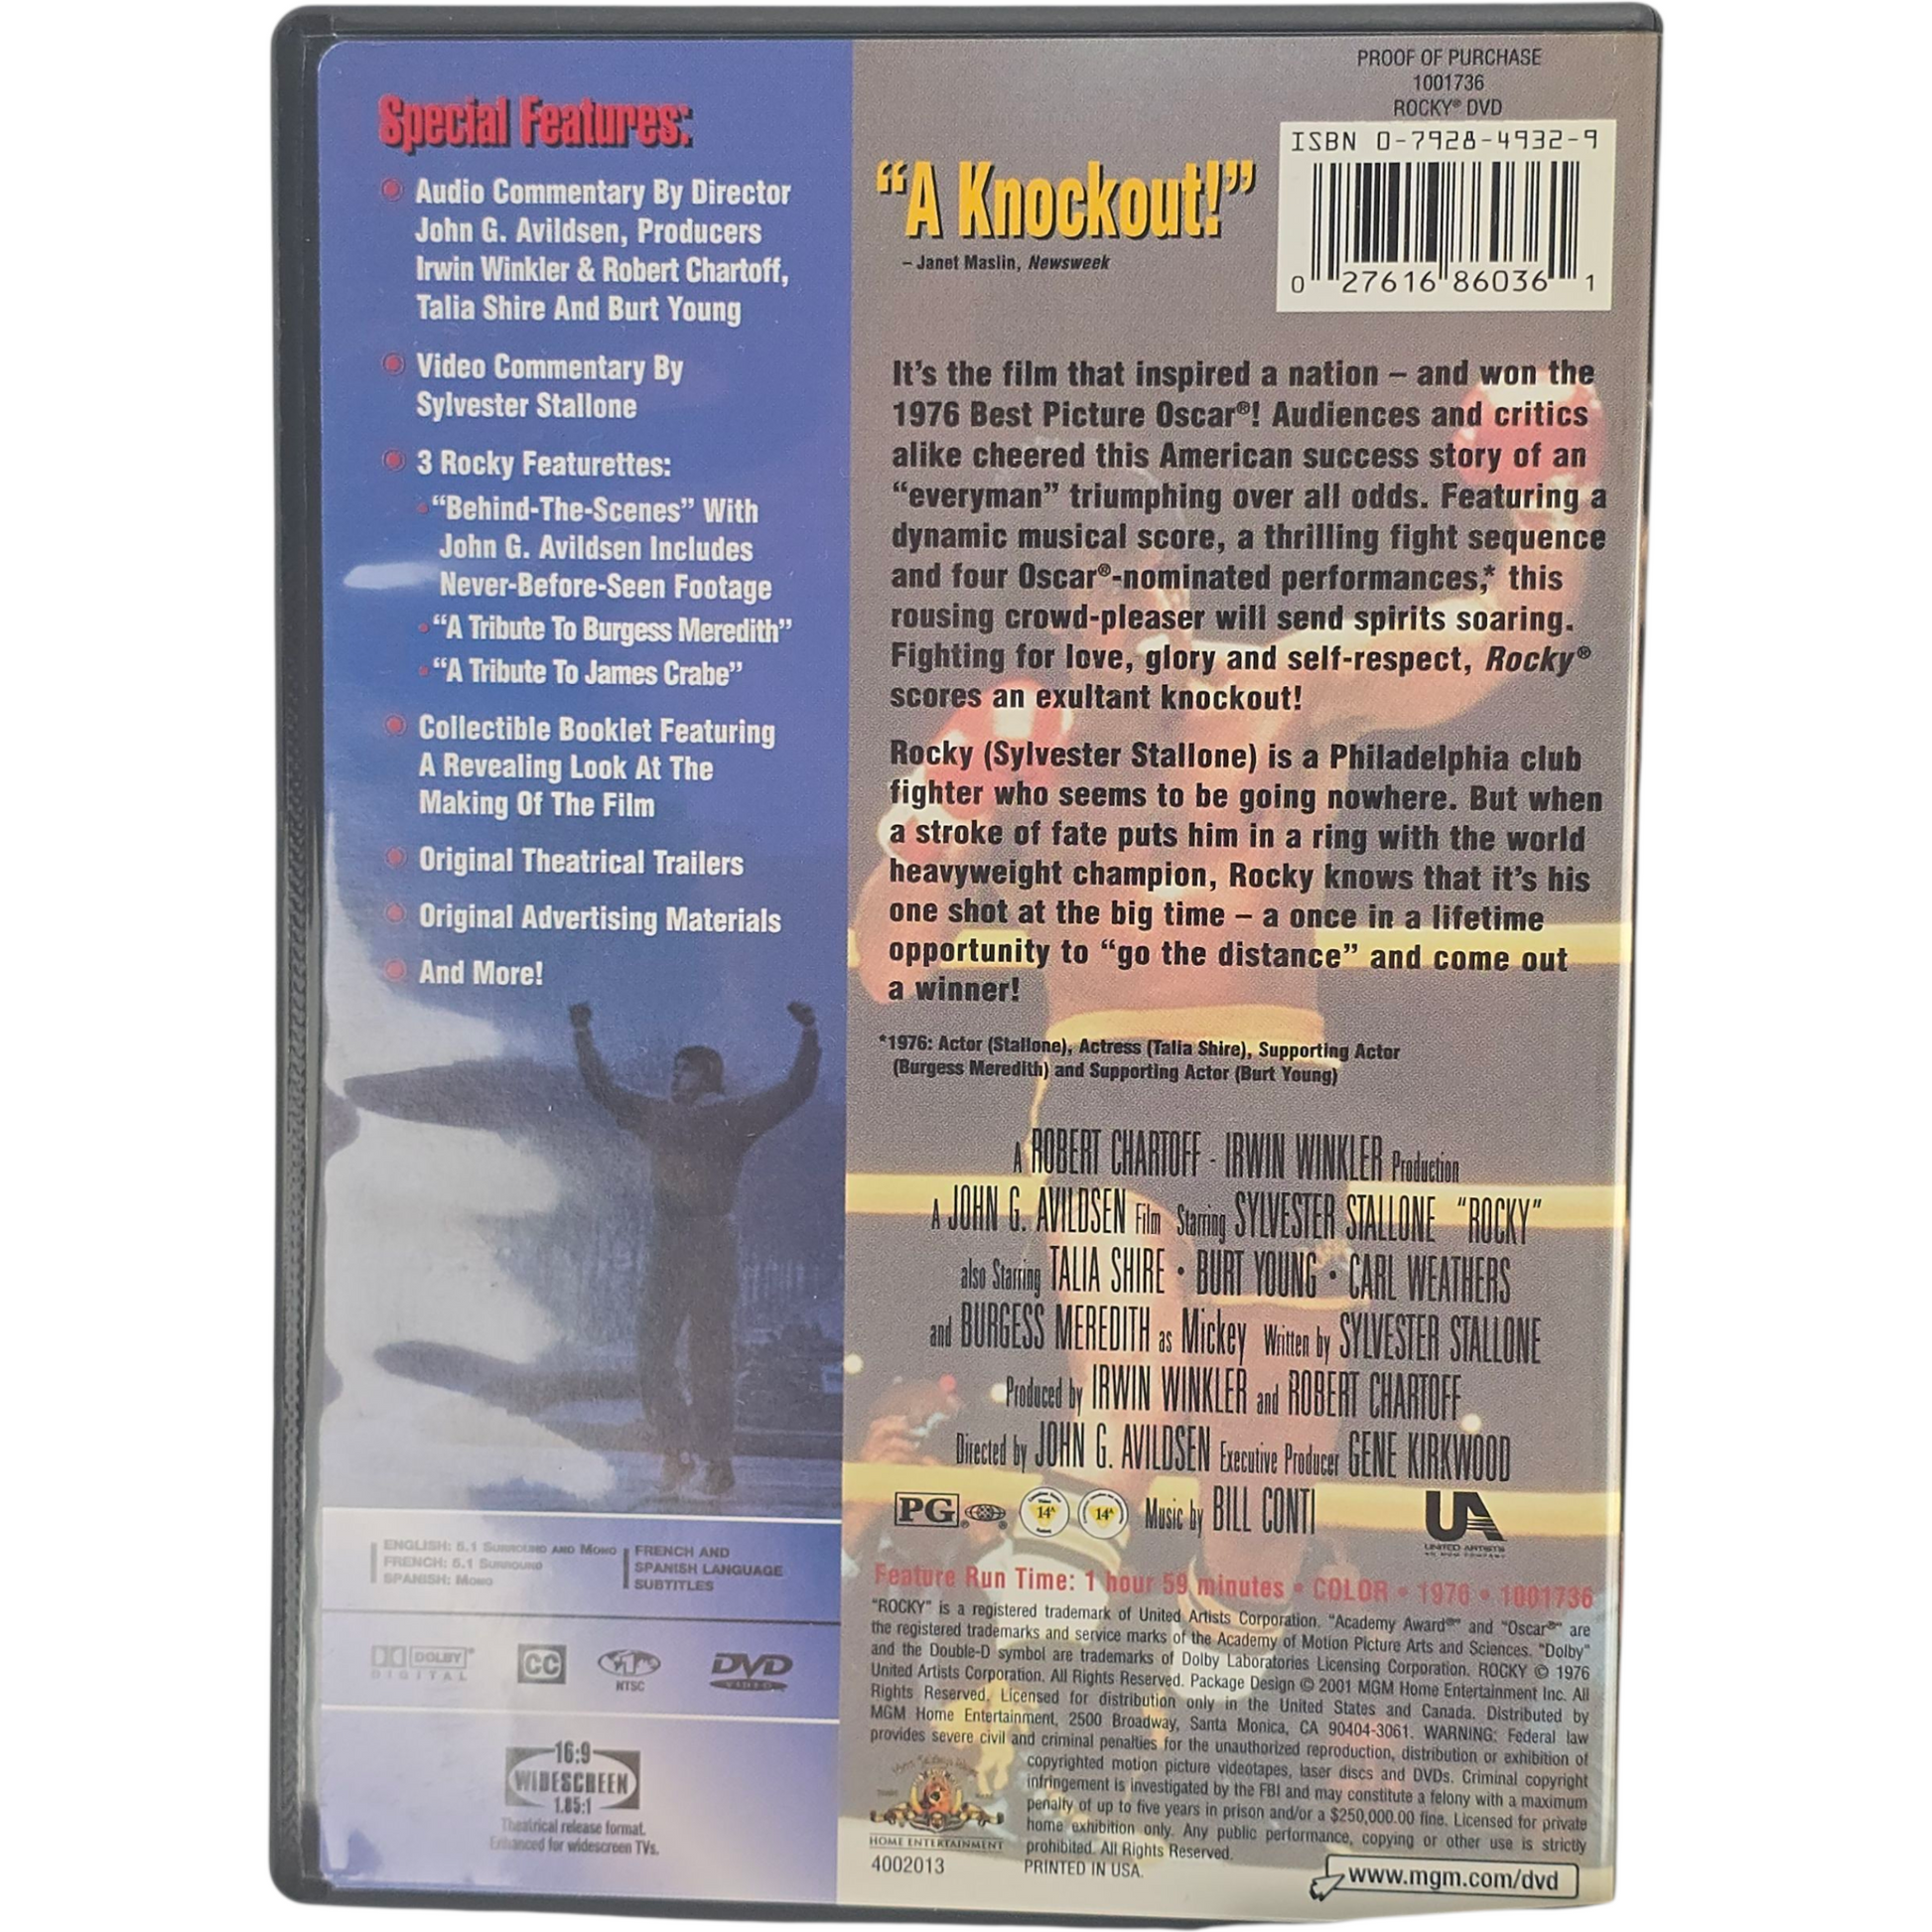 Special Features:
Audio Commentary By Director
John G. Avildsen, Producers
Irwin Winkler & Robert Chartoff,
Talia Shire And Burt Young
Video Commentary By
Sylvester Stallone
3 Rocky Featurettes:
"Behind-The-Scenes" With
John G. Avildsen Includes
Never-Before-Seen Footage
"A Tribute To Burgess Meredith"
"A Tribute To James Crabe"
Collectible Booklet Featuring
A Revealing Look At The
Making Of The Film
Original Theatrical Trailers
Original Advertising Materials
And More!
ENGLISH: 5.1 Surround and Mono
FRENCH: 5.1 Surround
SPANISH: Mono
FRENCH AND
SPANISH LANGUAGE
SUBTITLES
DOLBY
DIGITAL
CC
NTSC
DVD
VIDEO
16:9
WIDESCREEN
1.85:1
Theatrical release format.
Enhanced for widescreen TVs.
PROOF OF PURCHASE
1001736
ROCKY® DVD
ISBN 0-7928-4932-9
0 27616 86036 1
"A Knockout!"
– Janet Maslin, Newsweek
It's the film that inspired a nation – and won the
1976 Best Picture Oscar®! Audiences and critics
alike cheered this American success story of an
"everyman" triumphing over all odds. Featuring a
dynamic musical score, a thrilling fight sequence
and four Oscar®-nominated performances,* this
rousing crowd-pleaser will send spirits soaring.
Fighting for love, glory and self-respect, Rocky®
scores an exultant knockout!
Rocky (Sylvester Stallone) is a Philadelphia club
fighter who seems to be going nowhere. But when
a stroke of fate puts him in a ring with the world
heavyweight champion, Rocky knows that it's his
one shot at the big time – a once in a lifetime
opportunity to "go the distance" and come out
a winner!
*1976: Actor (Stallone), Actress (Talia Shire), Supporting Actor
(Burgess Meredith) and Supporting Actor (Burt Young)
A ROBERT CHARTOFF - IRWIN WINKLER Production
A JOHN G. AVILDSEN Film Starring SYLVESTER STALLONE "ROCKY"
also Starring TALIA SHIRE • BURT YOUNG • CARL WEATHERS
and BURGESS MEREDITH as Mickey Written by SYLVESTER STALLONE
Produced by IRWIN WINKLER and ROBERT CHARTOFF
Directed by JOHN G. AVILDSEN Executive Producer GENE KIRKWOOD
PG 14A 14A Music by BILL CONTI
UA
UNITED ARTISTS
Feature Run Time: 1 hour 59 minutes • COLOR • 1976 • 1001736
"ROCKY" is a registered trademark of United Artists Corporation. "Academy Award®" and "Oscar®" are
the registered trademarks and service marks of the Academy of Motion Picture Arts and Sciences. "Dolby"
and the Double-D symbol are trademarks of Dolby Laboratories Licensing Corporation. ROCKY © 1976
United Artists Corporation. All Rights Reserved. Package Design © 2001 MGM Home Entertainment Inc. All
Rights Reserved. Licensed for distribution only in the United States and Canada. Distributed by
MGM Home Entertainment, 2500 Broadway, Santa Monica, CA 90404-3061. WARNING: Federal law
provides severe civil and criminal penalties for the unauthorized reproduction, distribution or exhibition of
copyrighted motion picture videotapes, laser discs and DVDs. Criminal copyright
infringement is investigated by the FBI and may constitute a felony with a maximum
penalty of up to five years in prison and/or a $250,000.00 fine. Licensed for private
home exhibition only. Any public performance, copying or other use is strictly
prohibited. All Rights Reserved.
PRINTED IN USA.
HOME ENTERTAINMENT
4002013
www.mgm.com/dvd